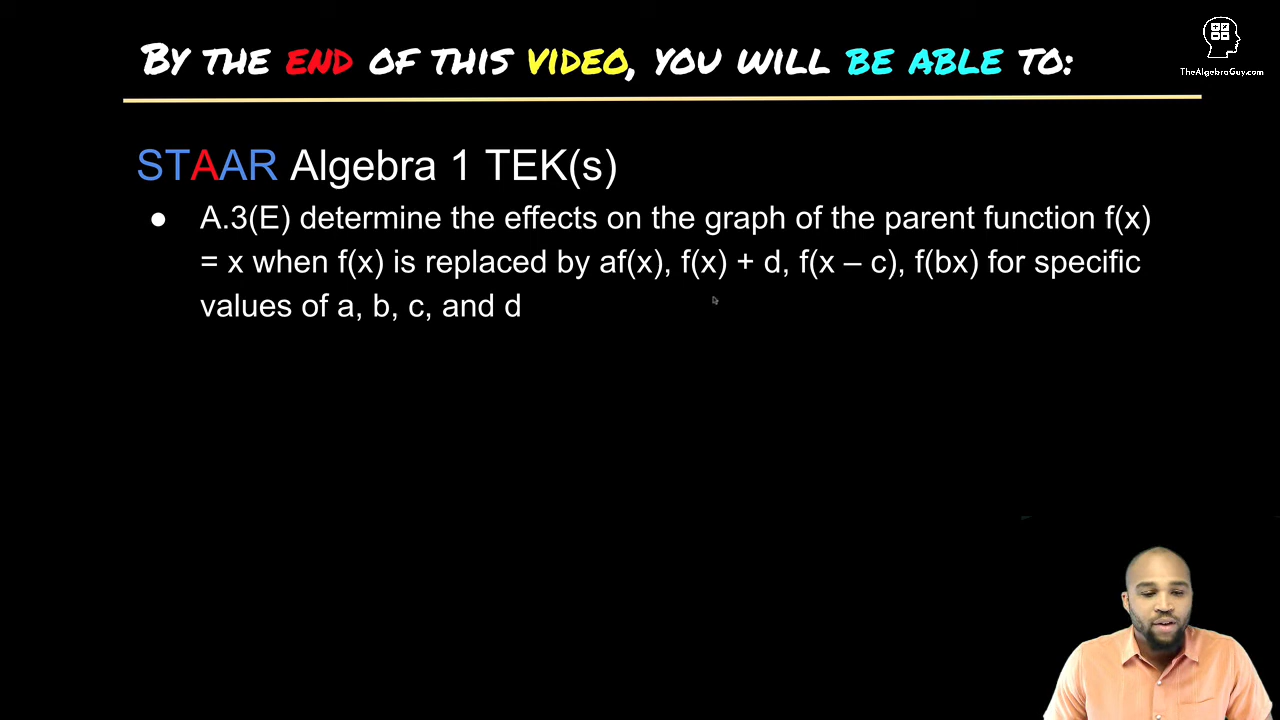 BY THE END OF THIS VIDEO, YOU WILL BE ABLE TO:
TheAlgebraGuy.com
STAAR Algebra 1 TEK(s)
● A.3(E) determine the effects on the graph of the parent function f(x)
= x when f(x) is replaced by af(x), f(x) + d, f(x – c), f(bx) for specific
values of a, b, c, and d